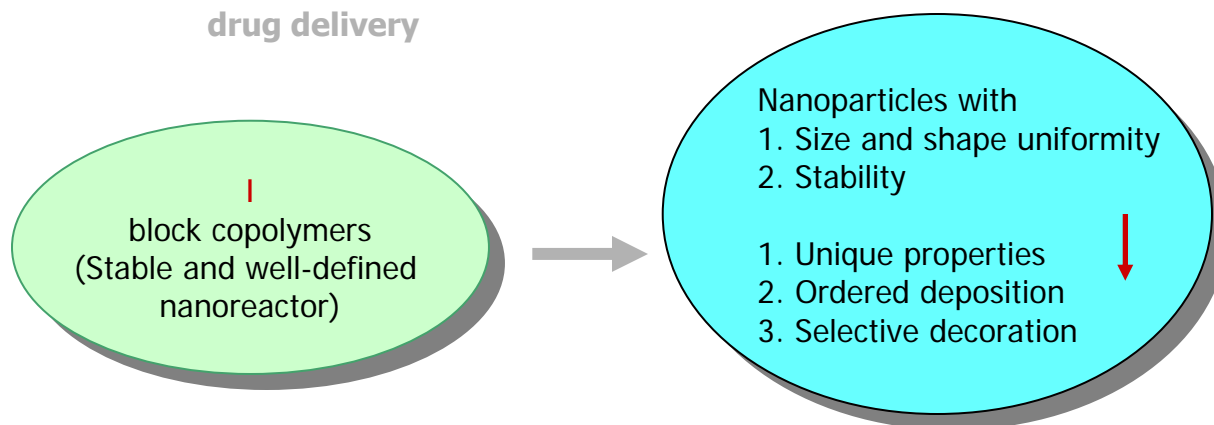 drug delivery
I
block copolymers
(Stable and well-defined
nanoreactor)
Nanoparticles with
1. Size and shape uniformity
2. Stability
1. Unique properties
2. Ordered deposition
3. Selective decoration